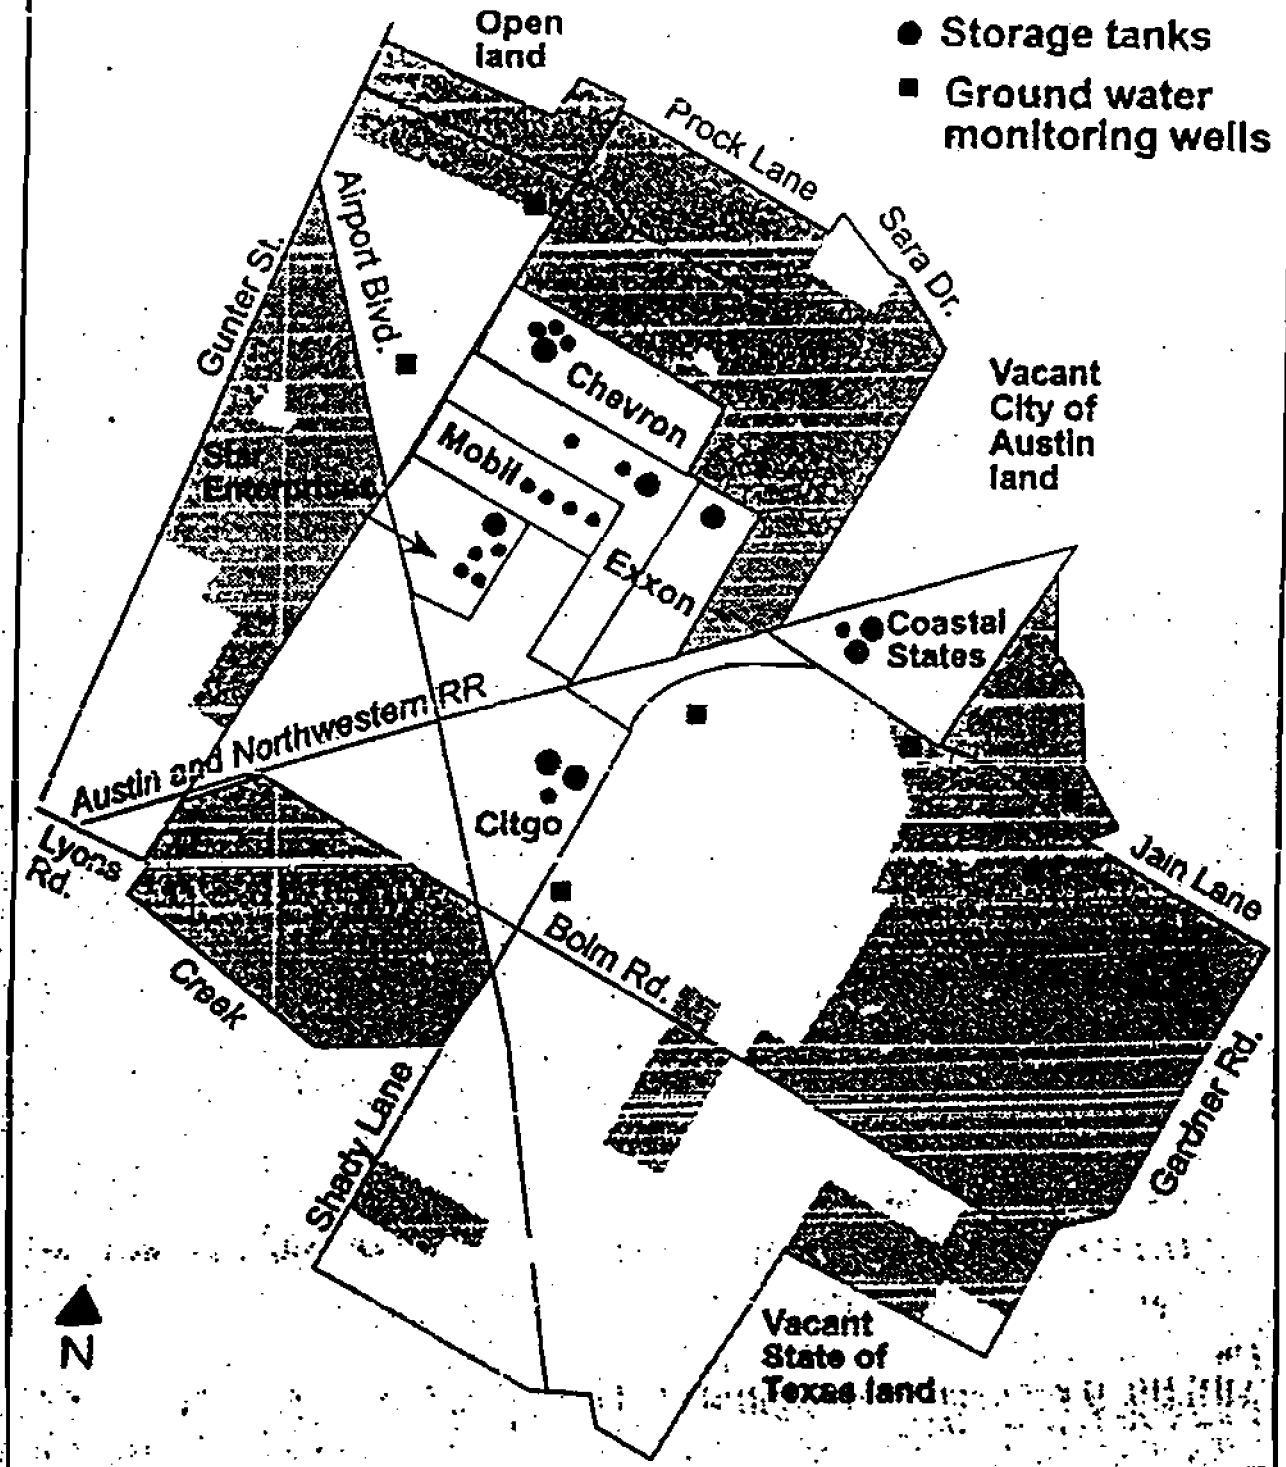 Open
land
Storage tanks
Ground water
monitoring wells
Prock Lane
Sara Dr.
Airport Blvd.
Gunter St.
Chevron
Vacant
City of
Austin
land
Mobil
Star
Enterprises
Exxon
Coastal
States
Austin and Northwestern RR
Citgo
Lyons
Rd.
Jain Lane
Bolm Rd.
Creek
Gardner Rd.
Shady Lane
N
Vacant
State of
Texas land